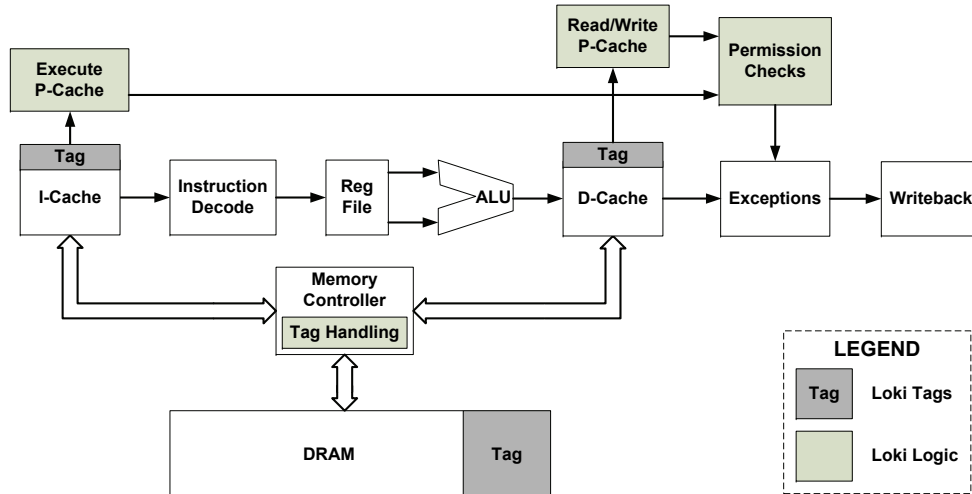 Read/Write
P-Cache
Permission
Checks
Execute
P-Cache
Tag
I-Cache
Instruction
Decode
Reg
File
ALU
Tag
D-Cache
Exceptions
Writeback
Memory
Controller
Tag Handling
DRAM
Tag
LEGEND
Tag
Loki Tags
Loki Logic